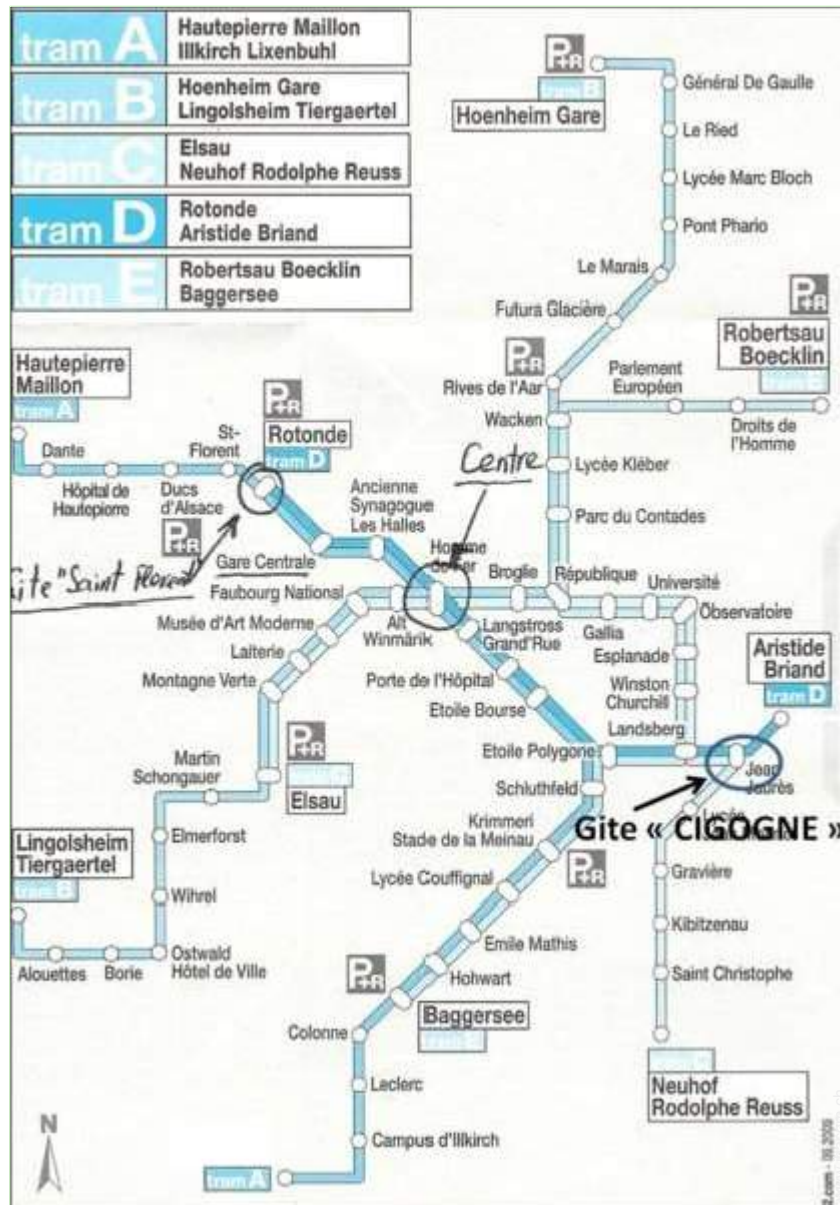 tram A
Hautepierre Maillon
Illkirch Lixenbuhl
tram B
Hoenheim Gare
Lingolsheim Tiergaertel
tram C
Elsau
Neuhof Rodolphe Reuss
tram D
Rotonde
Aristide Briand
tram E
Robertsau Boecklin
Baggersee
P+R
tram B
Hoenheim Gare
Général De Gaulle
Le Ried
Lycée Marc Bloch
Pont Phario
Le Marais
Futura Glacière
P+R
Rives de l'Aar
Wacken
P+R
Robertsau
Boecklin
tram E
Parlement
Européen
Droits de
l'Homme
Lycée Kléber
Parc du Contades
Hautepierre
Maillon
tram A
Dante
Hôpital de
Hautepierre
Ducs
d'Alsace
P+R
St-
Florent
P+R
Rotonde
tram D
Centre
Gite "Saint Florent"
Ancienne
Synagogue
Les Halles
Gare Centrale
Homme
de Fer
Faubourg National
Musée d'Art Moderne
Laiterie
Montagne Verte
Alt
Winmärik
Broglie
République
Université
Observatoire
Gallia
Esplanade
Winston
Churchill
Landsberg
Langstross
Grand'Rue
Porte de l'Hôpital
Etoile Bourse
Etoile Polygone
Schluthfeld
Aristide
Briand
tram D
Jean
Jaurès
Gite « CIGOGNE »
Lycée
Gravière
Kibitzenau
Saint Christophe
Neuhof
Rodolphe Reuss
P+R
Elsau
Martin
Schongauer
Elmerforst
Wihrel
Ostwald
Hôtel de Ville
Borie
Alouettes
Lingolsheim
Tiergaertel
tram B
Krimmeri
Stade de la Meinau
P+R
Lycée Couffignal
Emile Mathis
Hohwart
P+R
Baggersee
Colonne
Leclerc
Campus d'Illkirch
tram A
N
2.com - 09.2009